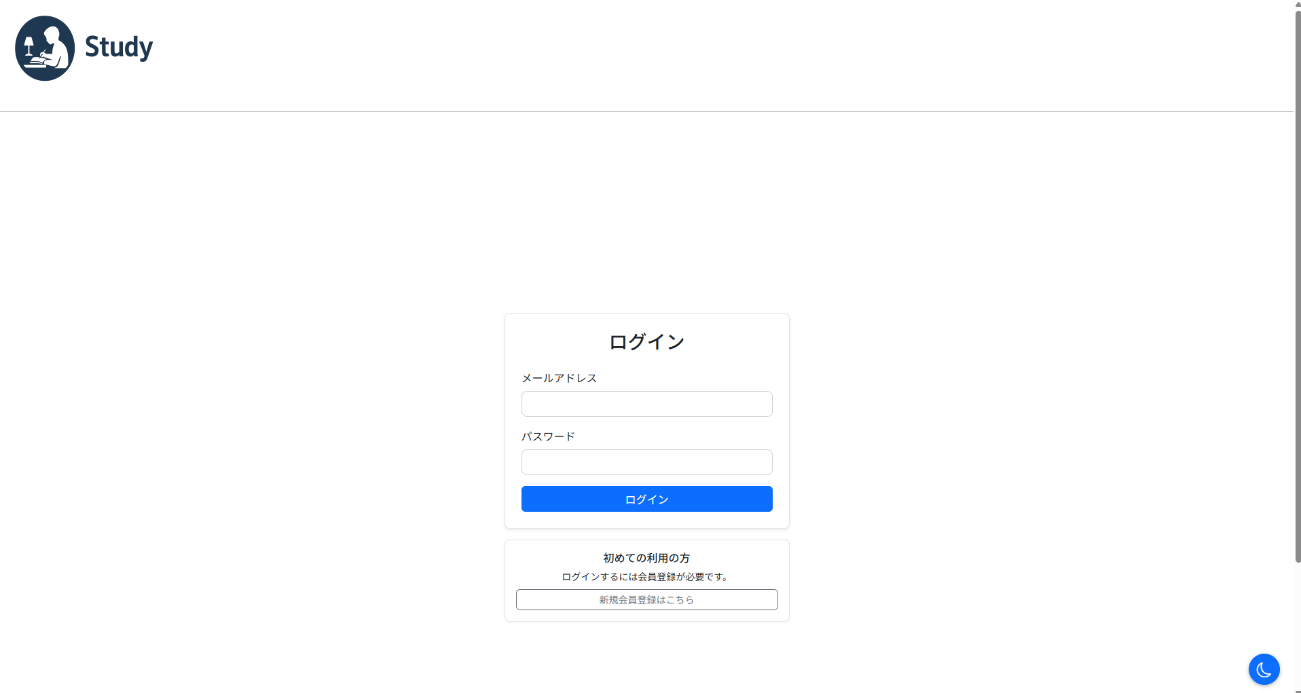 Study
ログイン
メールアドレス
パスワード
ログイン
初めての利用の方
ログインするには会員登録が必要です。
新規会員登録はこちら